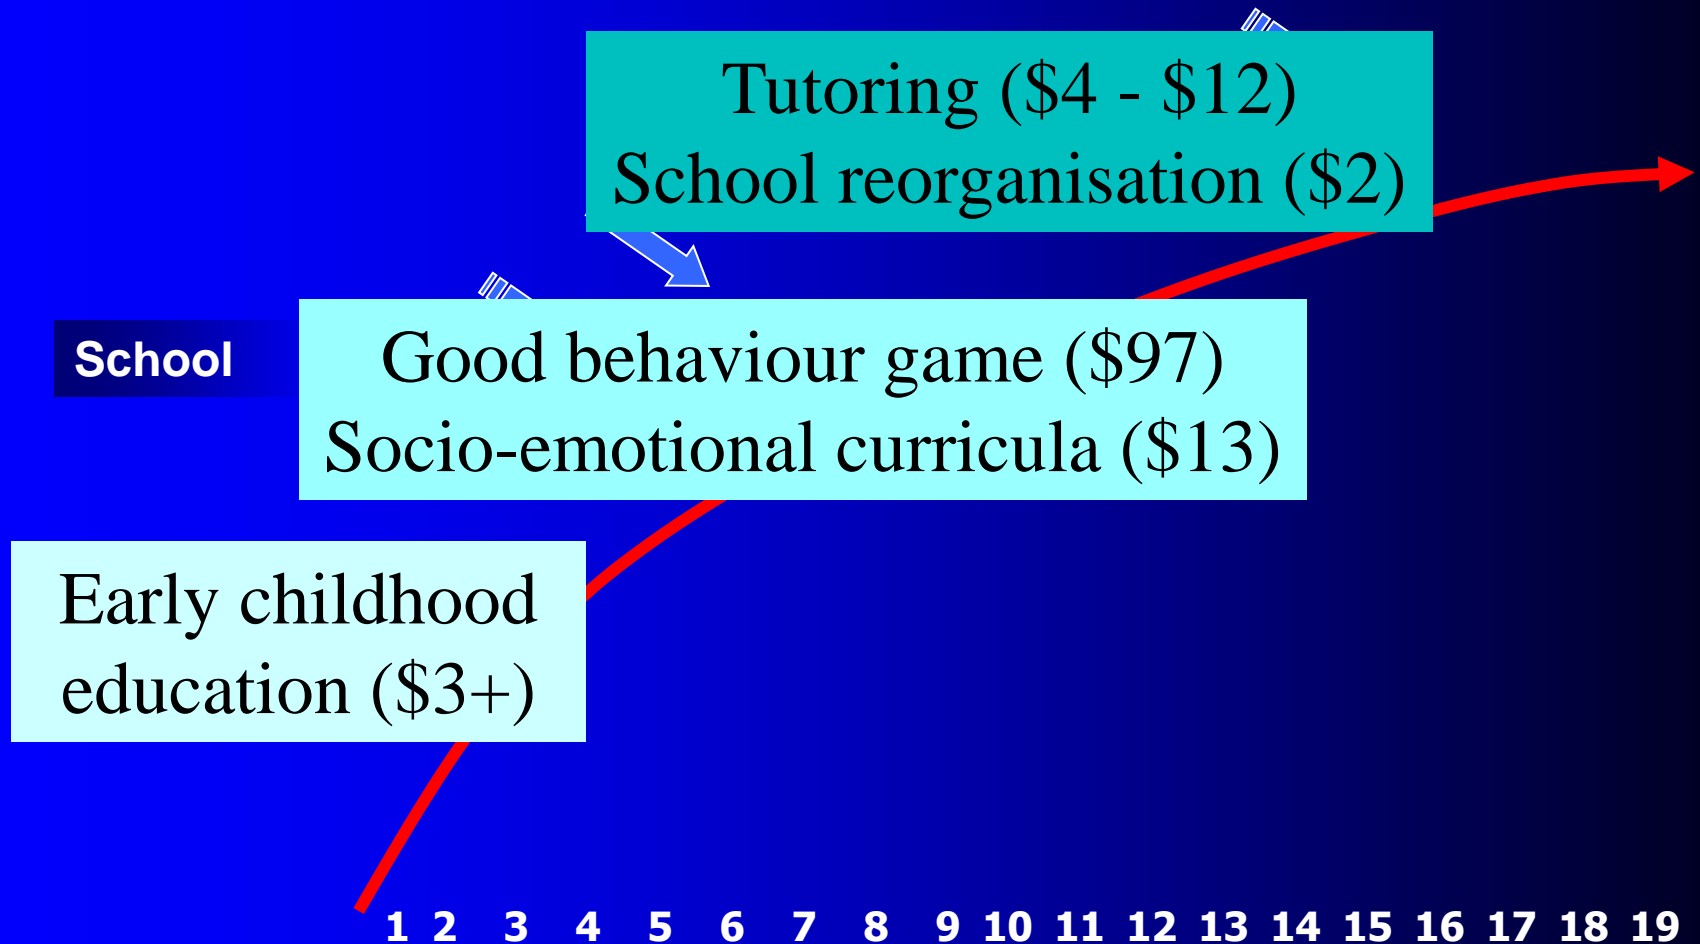 Tutoring ($4 - $12)
School reorganisation ($2)
School
Good behaviour game ($97)
Socio-emotional curricula ($13)
Early childhood
education ($3+)
1 2 3 4 5 6 7 8 9 10 11 12 13 14 15 16 17 18 19